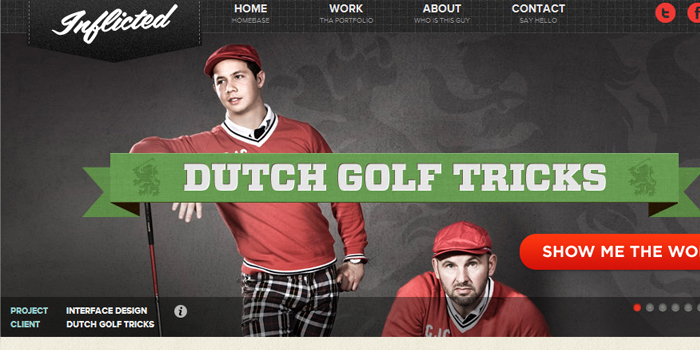 Inflicted
HOME WORK ABOUT CONTACT
HOMEBASE THA PORTFOLIO WHO IS THIS GUY SAY HELLO
DUTCH GOLF TRICKS
SHOW ME THE WO
PROJECT INTERFACE DESIGN
CLIENT DUTCH GOLF TRICKS